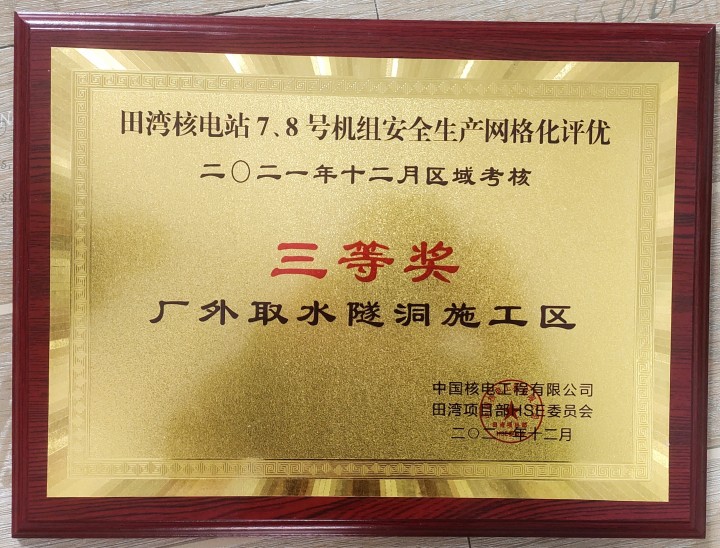 田湾核电站7、8号机组安全生产网格化评优
二〇二一年十二月区域考核
三等奖
厂外取水隧洞施工区
中国核电工程有限公司
田湾项目部HSE委员会
二〇二一年十二月